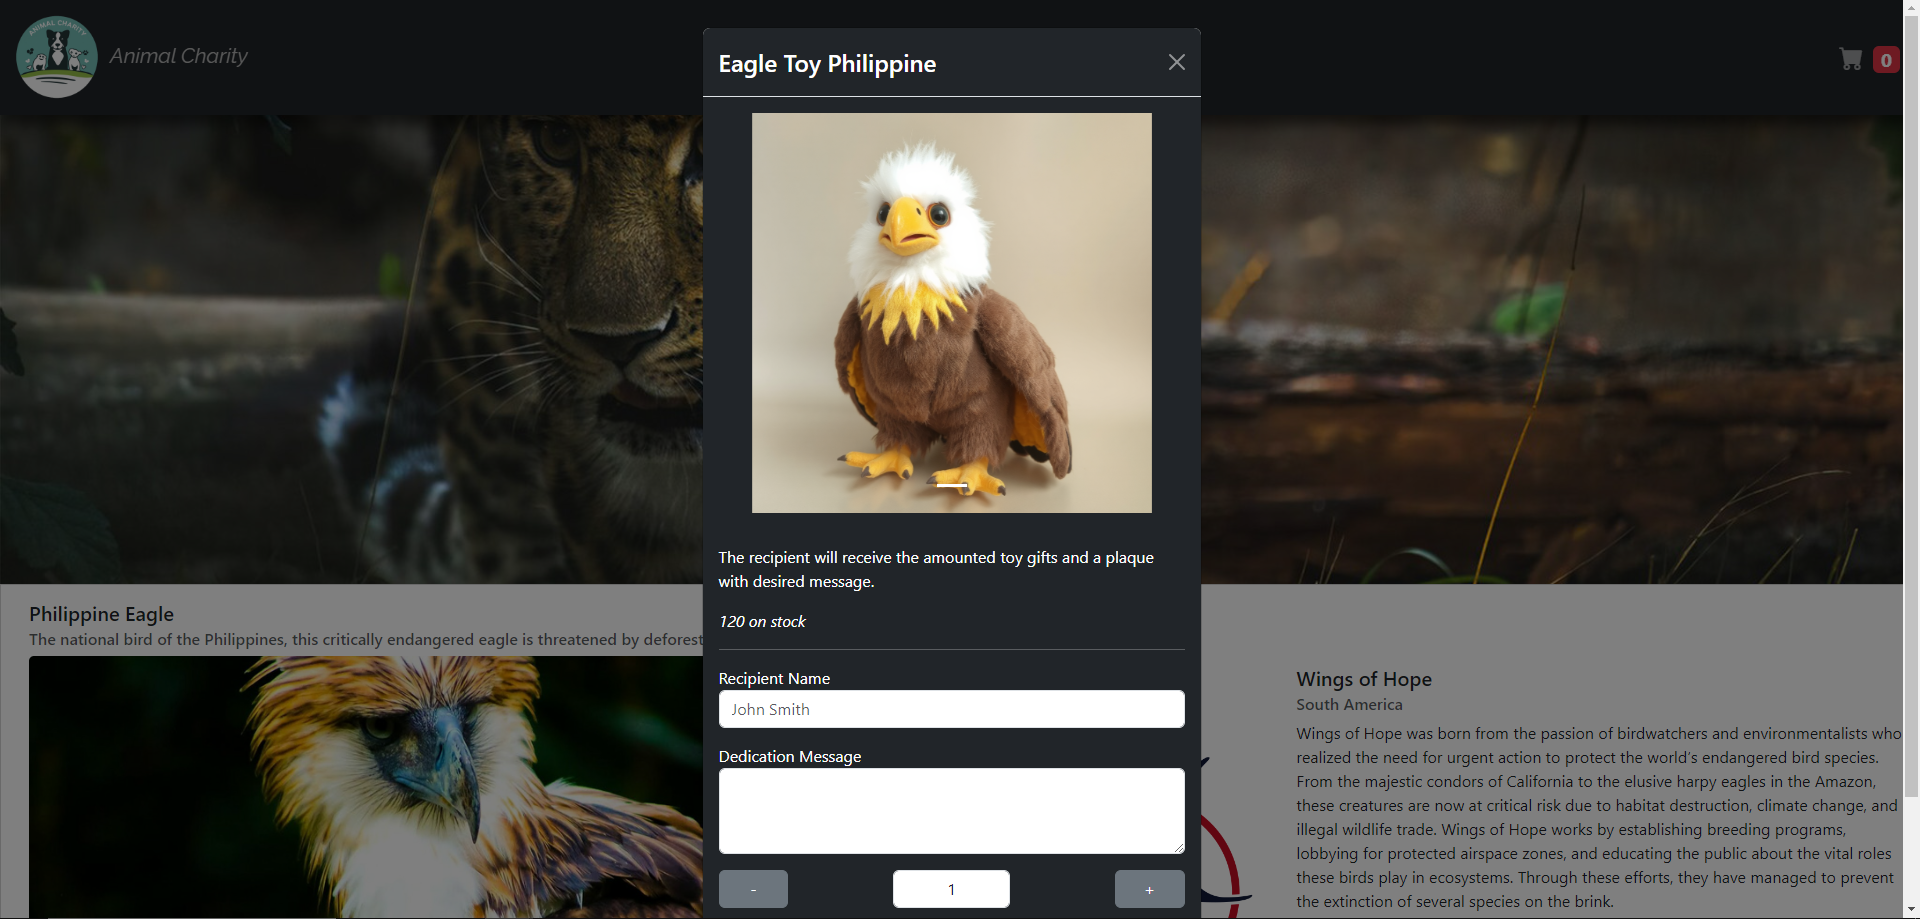 ANIMAL CHARITY
Animal Charity
0
Eagle Toy Philippine
The recipient will receive the amounted toy gifts and a plaque
with desired message.
120 on stock
Recipient Name
John Smith
Dedication Message
-
1
+
Philippine Eagle
The national bird of the Philippines, this critically endangered eagle is threatened by
Wings of Hope
South America
Wings of Hope was born from the passion of birdwatchers and environmentalists who
realized the need for urgent action to protect the world's endangered bird species.
From the majestic condors of California to the elusive harpy eagles in the Amazon,
these creatures are now at critical risk due to habitat destruction, climate change, and
illegal wildlife trade. Wings of Hope works by establishing breeding programs,
lobbying for protected airspace zones, and educating the public about the vital roles
these birds play in ecosystems. Through these efforts, they have managed to prevent
the extinction of several species on the brink.